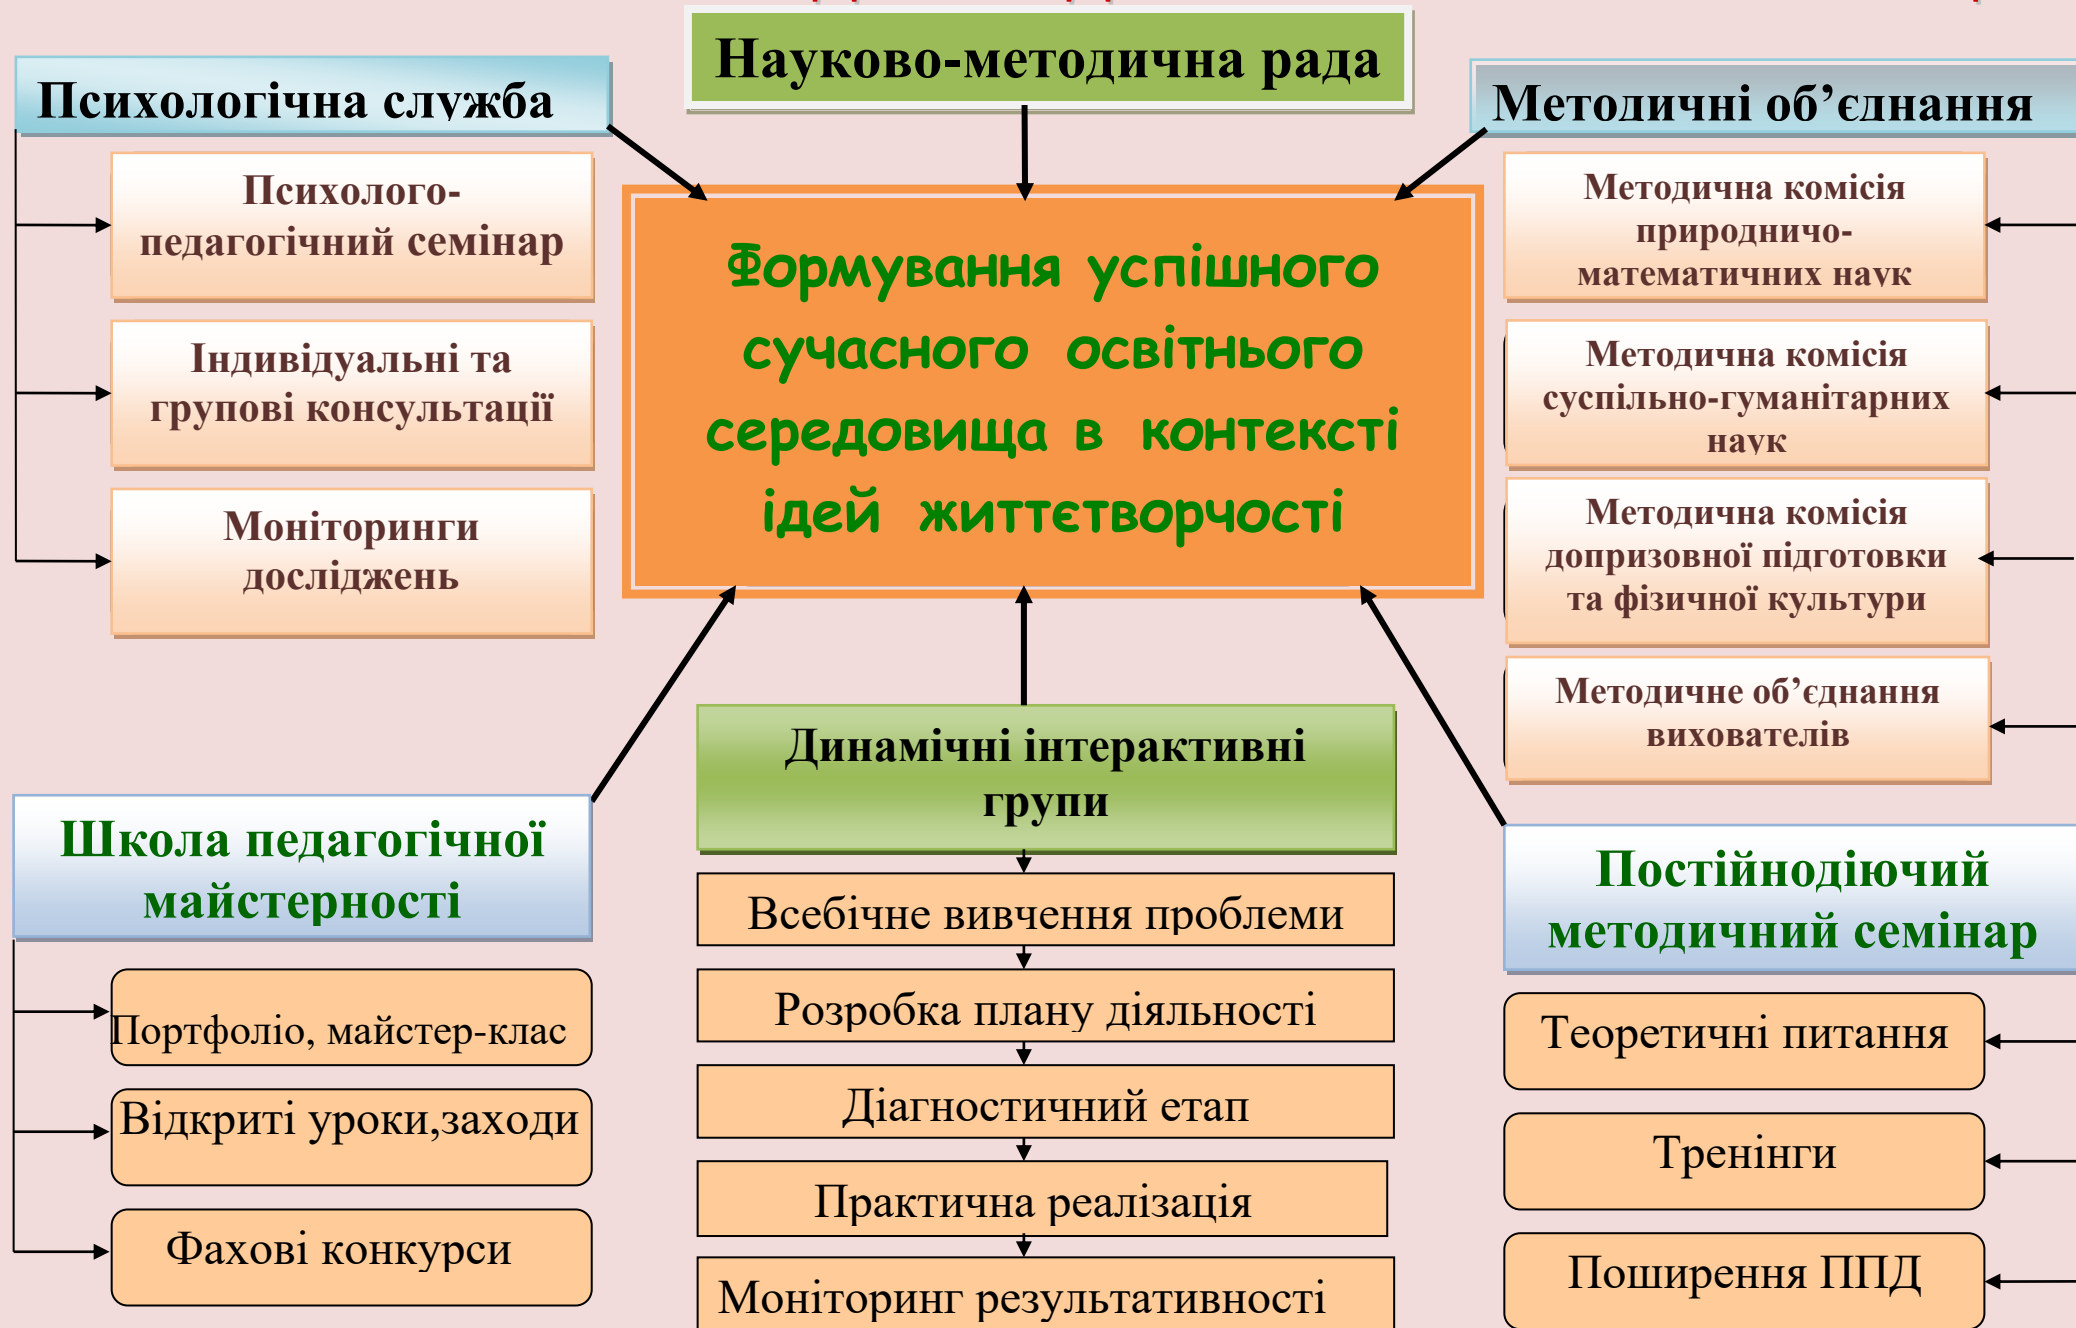 Науково-методична рада
Психологічна служба
Методичні об’єднання
Психолого-
педагогічний семінар
Індивідуальні та
групові консультації
Моніторинги
досліджень
Формування успішного
сучасного освітнього
середовища в контексті
ідей життєтворчості
Методична комісія
природничо-
математичних наук
Методична комісія
суспільно-гуманітарних
наук
Методична комісія
допризовної підготовки
та фізичної культури
Методичне об’єднання
вихователів
Школа педагогічної
майстерності
Портфоліо, майстер-клас
Відкриті уроки,заходи
Фахові конкурси
Динамічні інтерактивні
групи
Всебічне вивчення проблеми
Розробка плану діяльності
Діагностичний етап
Практична реалізація
Моніторинг результативності
Постійнодіючий
методичний семінар
Теоретичні питання
Тренінги
Поширення ППД